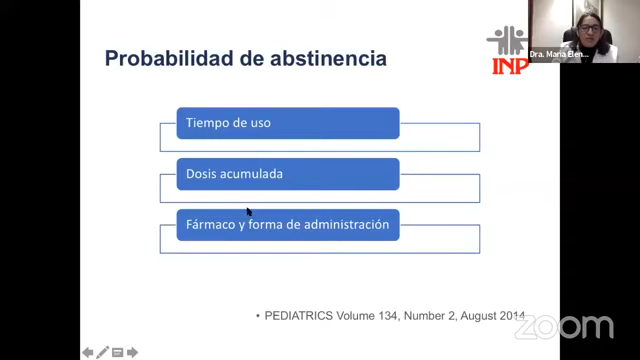 Probabilidad de abstinencia
INP
Dra. María Elen...
Tiempo de uso
Dosis acumulada
Fármaco y forma de administración
• PEDIATRICS Volume 134, Number 2, August 2014
zoom